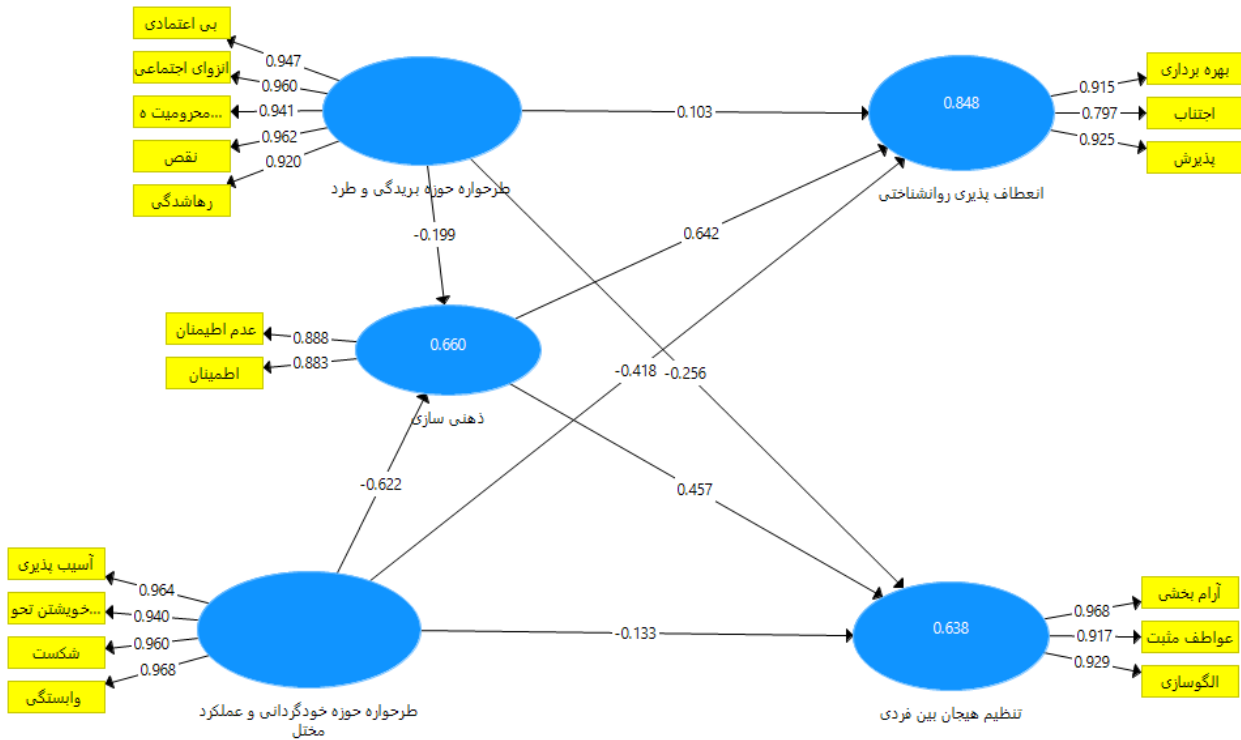 بی اعتمادی
0.947
انزوای اجتماعی
0.960
محرومیت ه...
0.941
نقص
0.962
رهاشدگی
0.920
طرحواره حوزه بریدگی و طرد
0.103
0.848
انعطاف پذیری روانشناختی
0.915
بهره برداری
0.797
اجتناب
0.925
پذیرش
-0.199
0.642
عدم اطیمنان
0.888
اطمینان
0.883
0.660
ذهنی سازی
-0.418
-0.256
-0.622
0.457
آسیب پذیری
0.964
خویشتن تحو...
0.940
شکست
0.960
وابستگی
0.968
طرحواره حوزه خودگردانی و عملکرد
مختل
-0.133
0.638
تنظیم هیجان بین فردی
0.968
آرام بخشی
0.917
عواطف مثبت
0.929
الگوسازی